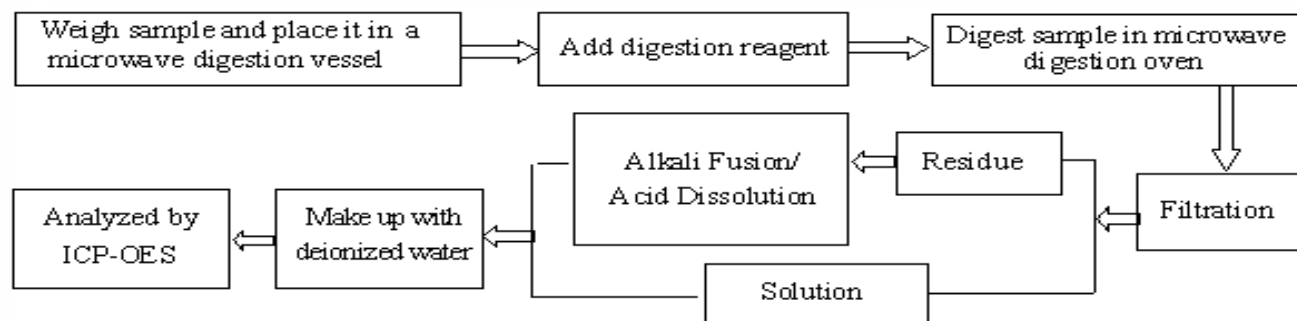 Weigh sample and place it in a
microwave digestion vessel
Add digestion reagent
Digest sample in microwave
digestion oven
Filtration
Residue
Alkali Fusion/
Acid Dissolution
Solution
Make up with
deionized water
Analyzed by
ICP-OES